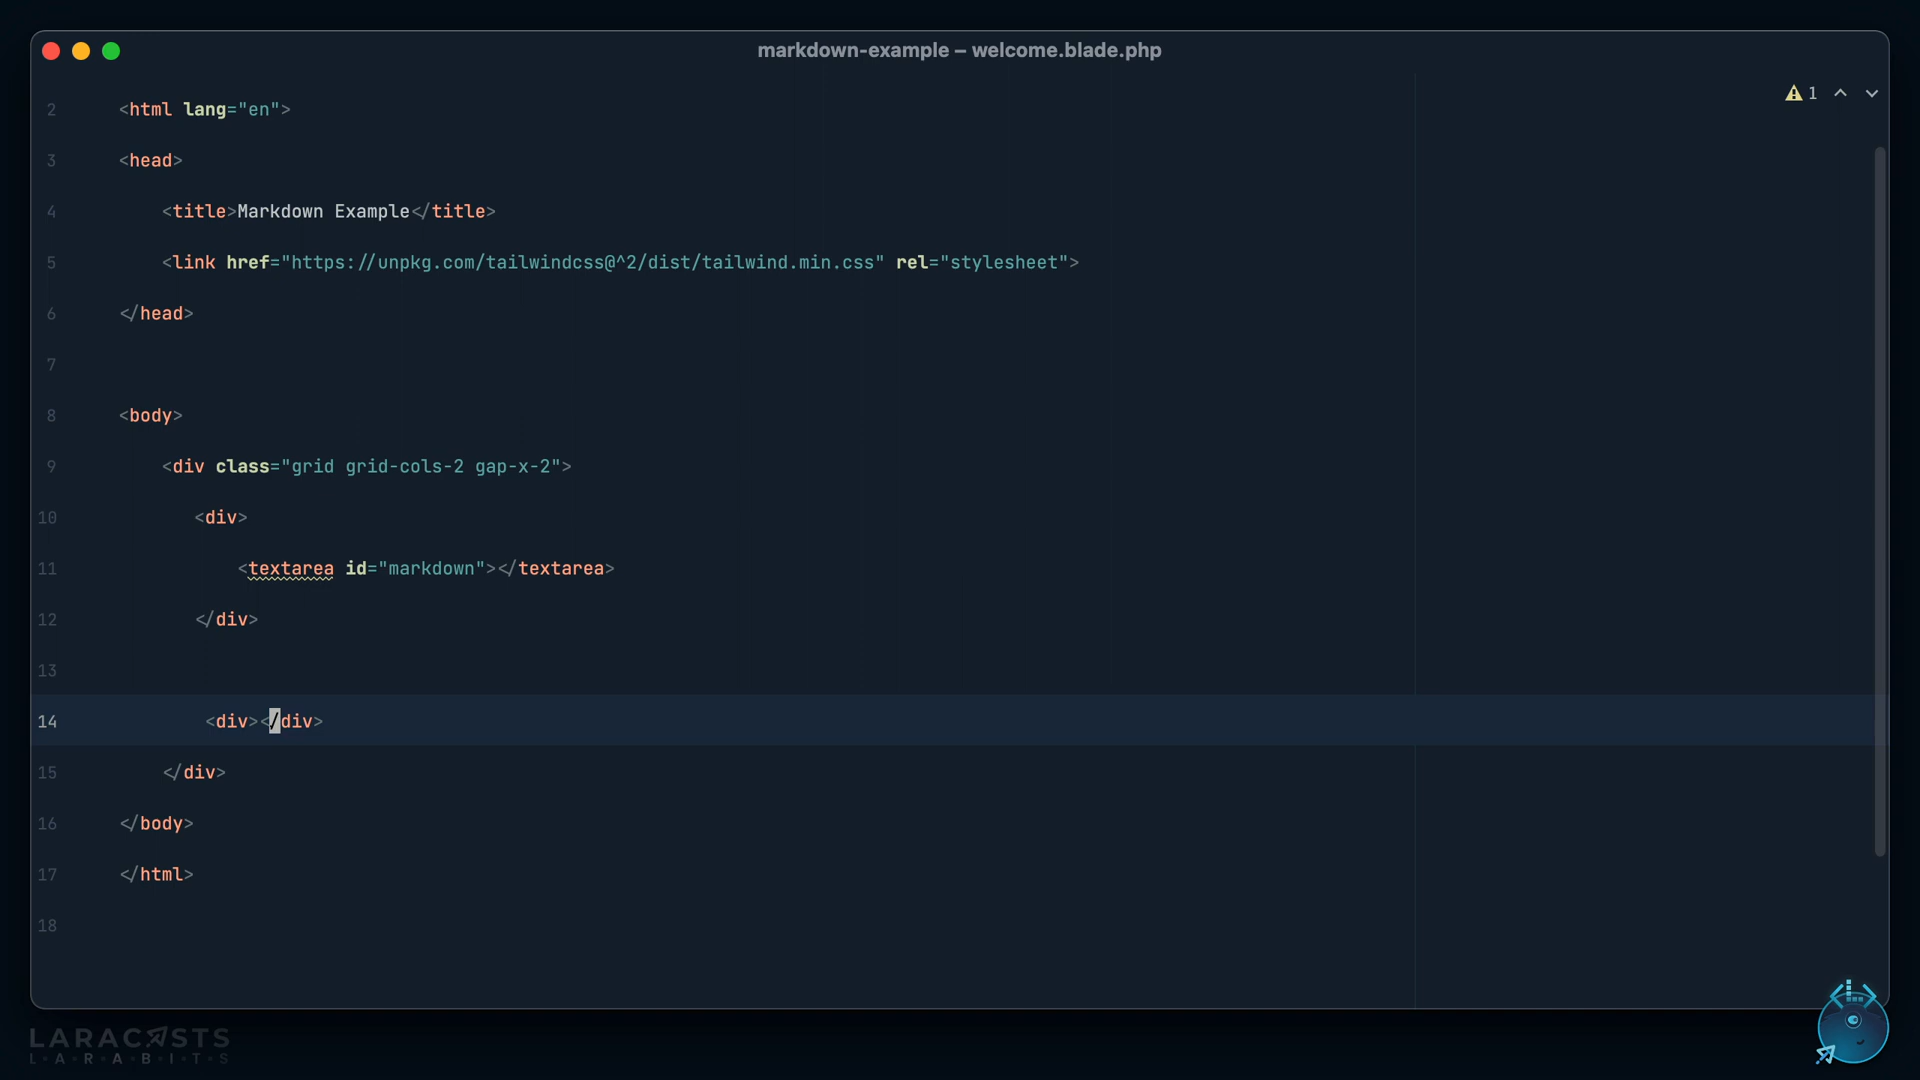 markdown-example – welcome.blade.php
1
2 <html lang="en">
3 <head>
4 <title>Markdown Example</title>
5 <link href="https://unpkg.com/tailwindcss@^2/dist/tailwind.min.css" rel="stylesheet">
6 </head>
7
8 <body>
9 <div class="grid grid-cols-2 gap-x-2">
10 <div>
11 <textarea id="markdown"></textarea>
12 </div>
13
14 <div></div>
15 </div>
16 </body>
17 </html>
18
LARACASTS
L·A·R·A·B·I·T·S